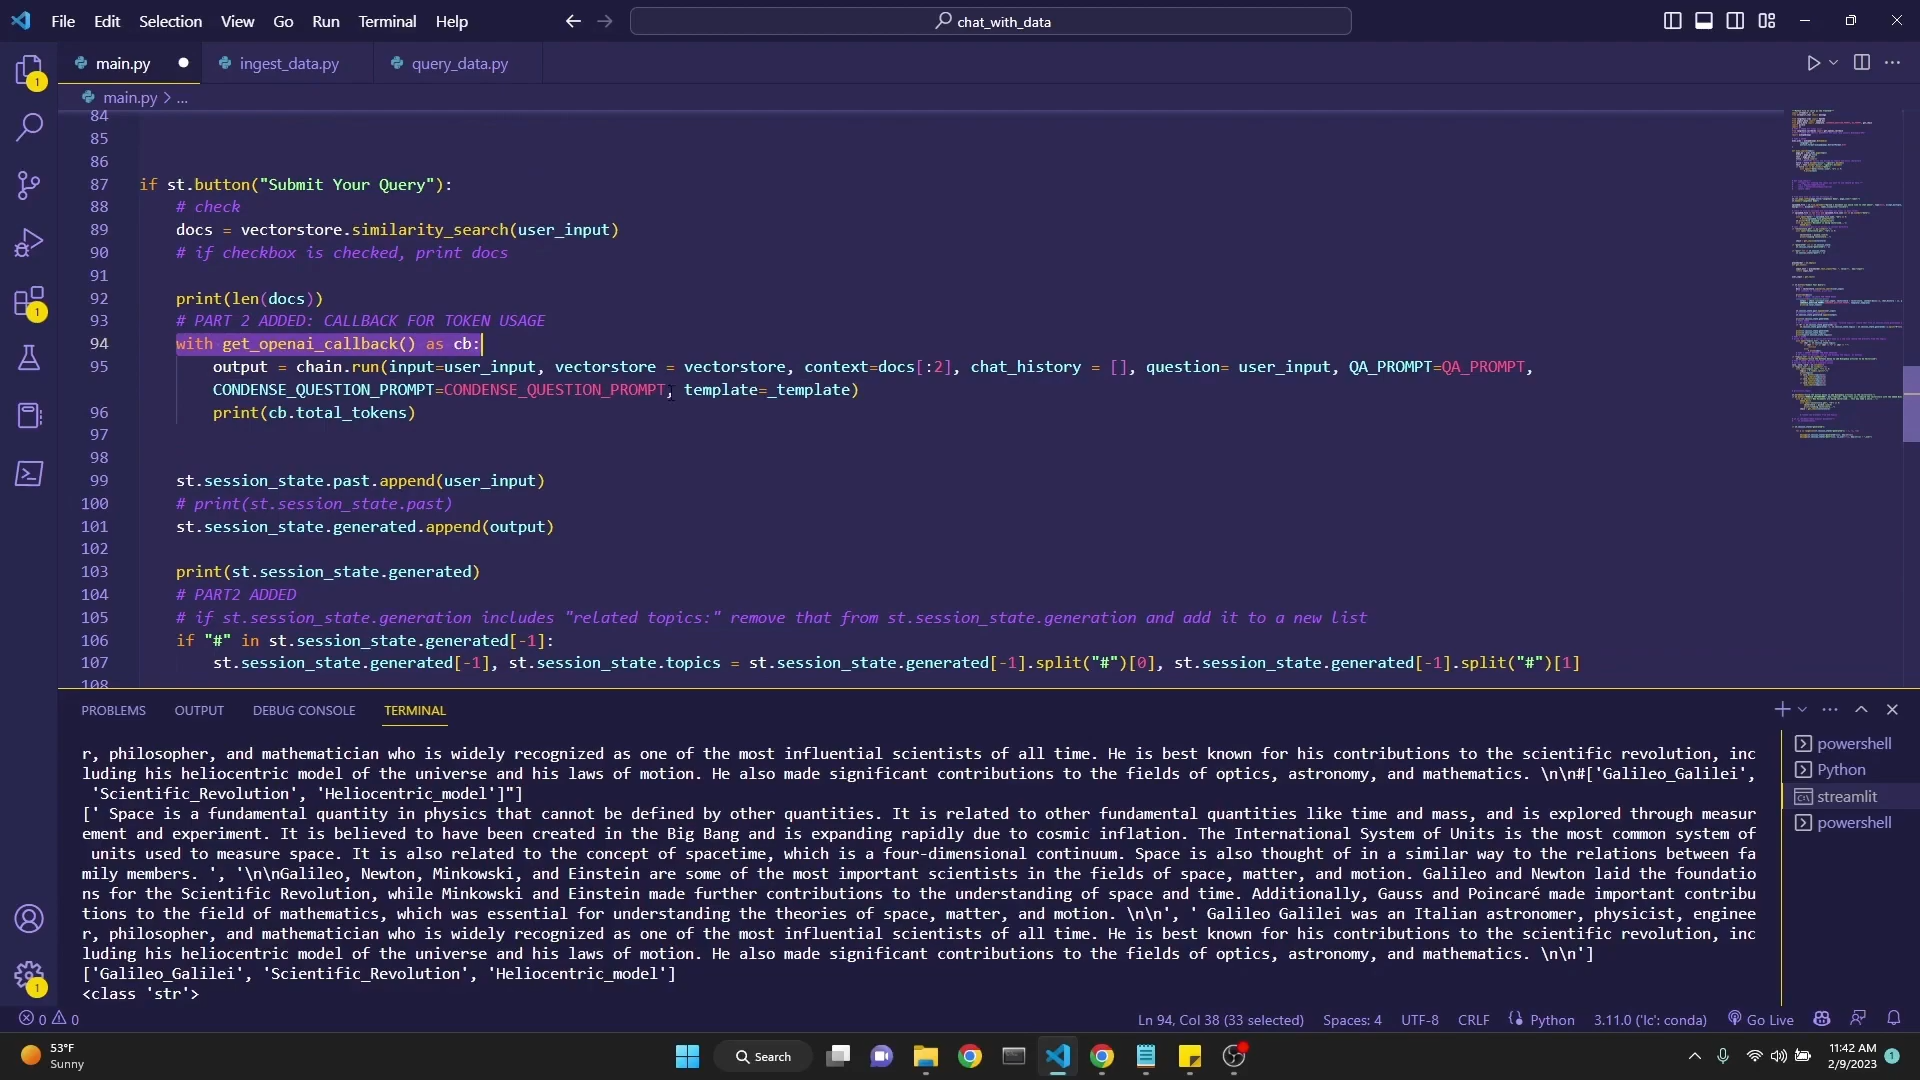 File Edit Selection View Go Run Terminal Help
chat_with_data
main.py
ingest_data.py
query_data.py
main.py > ...
84
85
86
87 if st.button("Submit Your Query"):
88 # check
89 docs = vectorstore.similarity_search(user_input)
90 # if checkbox is checked, print docs
91
92 print(len(docs))
93 # PART 2 ADDED: CALLBACK FOR TOKEN USAGE
94 with get_openai_callback() as cb:
95 output = chain.run(input=user_input, vectorstore = vectorstore, context=docs[:2], chat_history = [], question= user_input, QA_PROMPT=QA_PROMPT,
CONDENSE_QUESTION_PROMPT=CONDENSE_QUESTION_PROMPT, template=_template)
96 print(cb.total_tokens)
97
98
99 st.session_state.past.append(user_input)
100 # print(st.session_state.past)
101 st.session_state.generated.append(output)
102
103 print(st.session_state.generated)
104 # PART2 ADDED
105 # if st.session_state.generation includes "related topics:" remove that from st.session_state.generation and add it to a new list
106 if "#" in st.session_state.generated[-1]:
107 st.session_state.generated[-1], st.session_state.topics = st.session_state.generated[-1].split("#")[0], st.session_state.generated[-1].split("#")[1]
108
PROBLEMS OUTPUT DEBUG CONSOLE TERMINAL
r, philosopher, and mathematician who is widely recognized as one of the most influential scientists of all time. He is best known for his contributions to the scientific revolution, inc
luding his heliocentric model of the universe and his laws of motion. He also made significant contributions to the fields of optics, astronomy, and mathematics. \n\n#['Galileo_Galilei',
'Scientific_Revolution', 'Heliocentric_model']"]
[' Space is a fundamental quantity in physics that cannot be defined by other quantities. It is related to other fundamental quantities like time and mass, and is explored through measur
ement and experiment. It is believed to have been created in the Big Bang and is expanding rapidly due to cosmic inflation. The International System of Units is the most common system of
units used to measure space. It is also related to the concept of spacetime, which is a four-dimensional continuum. Space is also thought of in a similar way to the relations between fa
mily members. ', '\n\nGalileo, Newton, Minkowski, and Einstein are some of the most important scientists in the fields of space, matter, and motion. Galileo and Newton laid the foundatio
ns for the Scientific Revolution, while Minkowski and Einstein made further contributions to the understanding of space and time. Additionally, Gauss and Poincaré made important contribu
tions to the field of mathematics, which was essential for understanding the theories of space, matter, and motion. \n\n', ' Galileo Galilei was an Italian astronomer, physicist, enginee
r, philosopher, and mathematician who is widely recognized as one of the most influential scientists of all time. He is best known for his contributions to the scientific revolution, inc
luding his heliocentric model of the universe and his laws of motion. He also made significant contributions to the fields of optics, astronomy, and mathematics. \n\n']
['Galileo_Galilei', 'Scientific_Revolution', 'Heliocentric_model']
<class 'str'>
powershell
Python
streamlit
powershell
0 0
Ln 94, Col 38 (33 selected) Spaces: 4 UTF-8 CRLF Python 3.11.0 ('lc': conda) Go Live
1
1
1
53°F
Sunny
Search
11:42 AM
2/9/2023
1